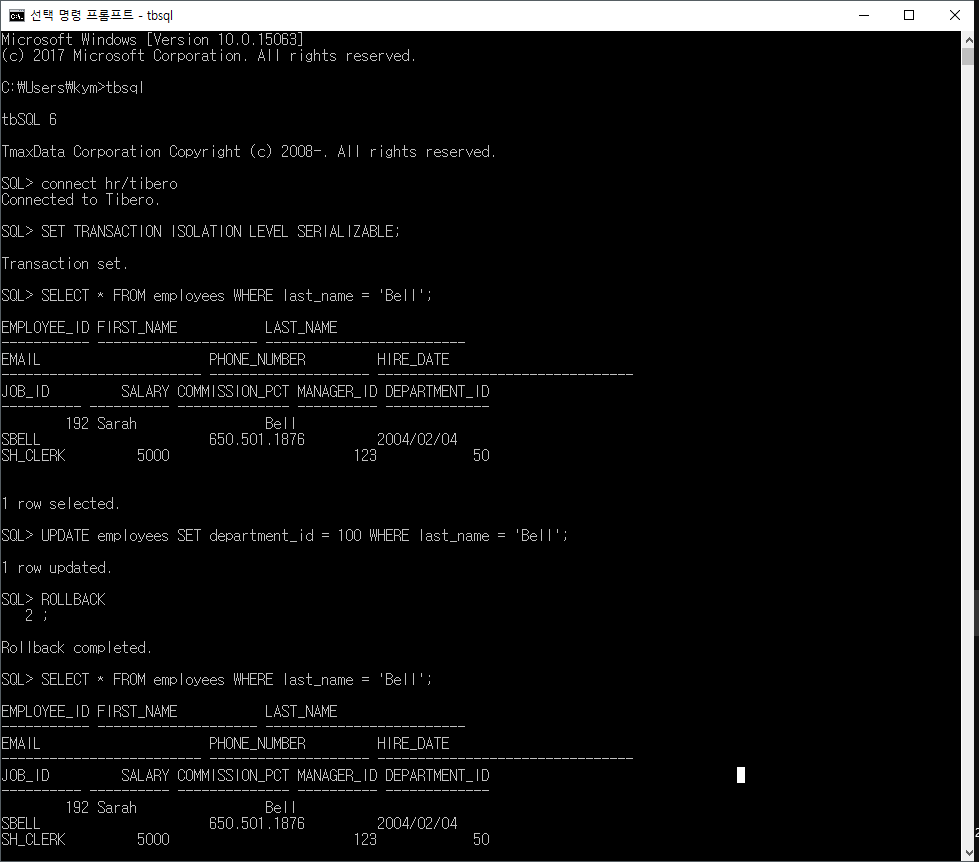 선택 명령 프롬프트 - tbsql
Microsoft Windows [Version 10.0.15063]
(c) 2017 Microsoft Corporation. All rights reserved.
C:₩Users₩kym>tbsql
tbSQL 6
TmaxData Corporation Copyright (c) 2008-. All rights reserved.
SQL> connect hr/tibero
Connected to Tibero.
SQL> SET TRANSACTION ISOLATION LEVEL SERIALIZABLE;
Transaction set.
SQL> SELECT * FROM employees WHERE last_name = 'Bell';
EMPLOYEE_ID FIRST_NAME           LAST_NAME
----------- -------------------- -------------------------
EMAIL                     PHONE_NUMBER         HIRE_DATE
------------------------- -------------------- --------------------------------
JOB_ID         SALARY COMMISSION_PCT MANAGER_ID DEPARTMENT_ID
---------- ---------- -------------- ---------- -------------
        192 Sarah                Bell
SBELL                     650.501.1876         2004/02/04
SH_CLERK         5000                       123            50
1 row selected.
SQL> UPDATE employees SET department_id = 100 WHERE last_name = 'Bell';
1 row updated.
SQL> ROLLBACK
   2 ;
Rollback completed.
SQL> SELECT * FROM employees WHERE last_name = 'Bell';
EMPLOYEE_ID FIRST_NAME           LAST_NAME
----------- -------------------- -------------------------
EMAIL                     PHONE_NUMBER         HIRE_DATE
------------------------- -------------------- --------------------------------
JOB_ID         SALARY COMMISSION_PCT MANAGER_ID DEPARTMENT_ID
---------- ---------- -------------- ---------- -------------
        192 Sarah                Bell
SBELL                     650.501.1876         2004/02/04
SH_CLERK         5000                       123            50